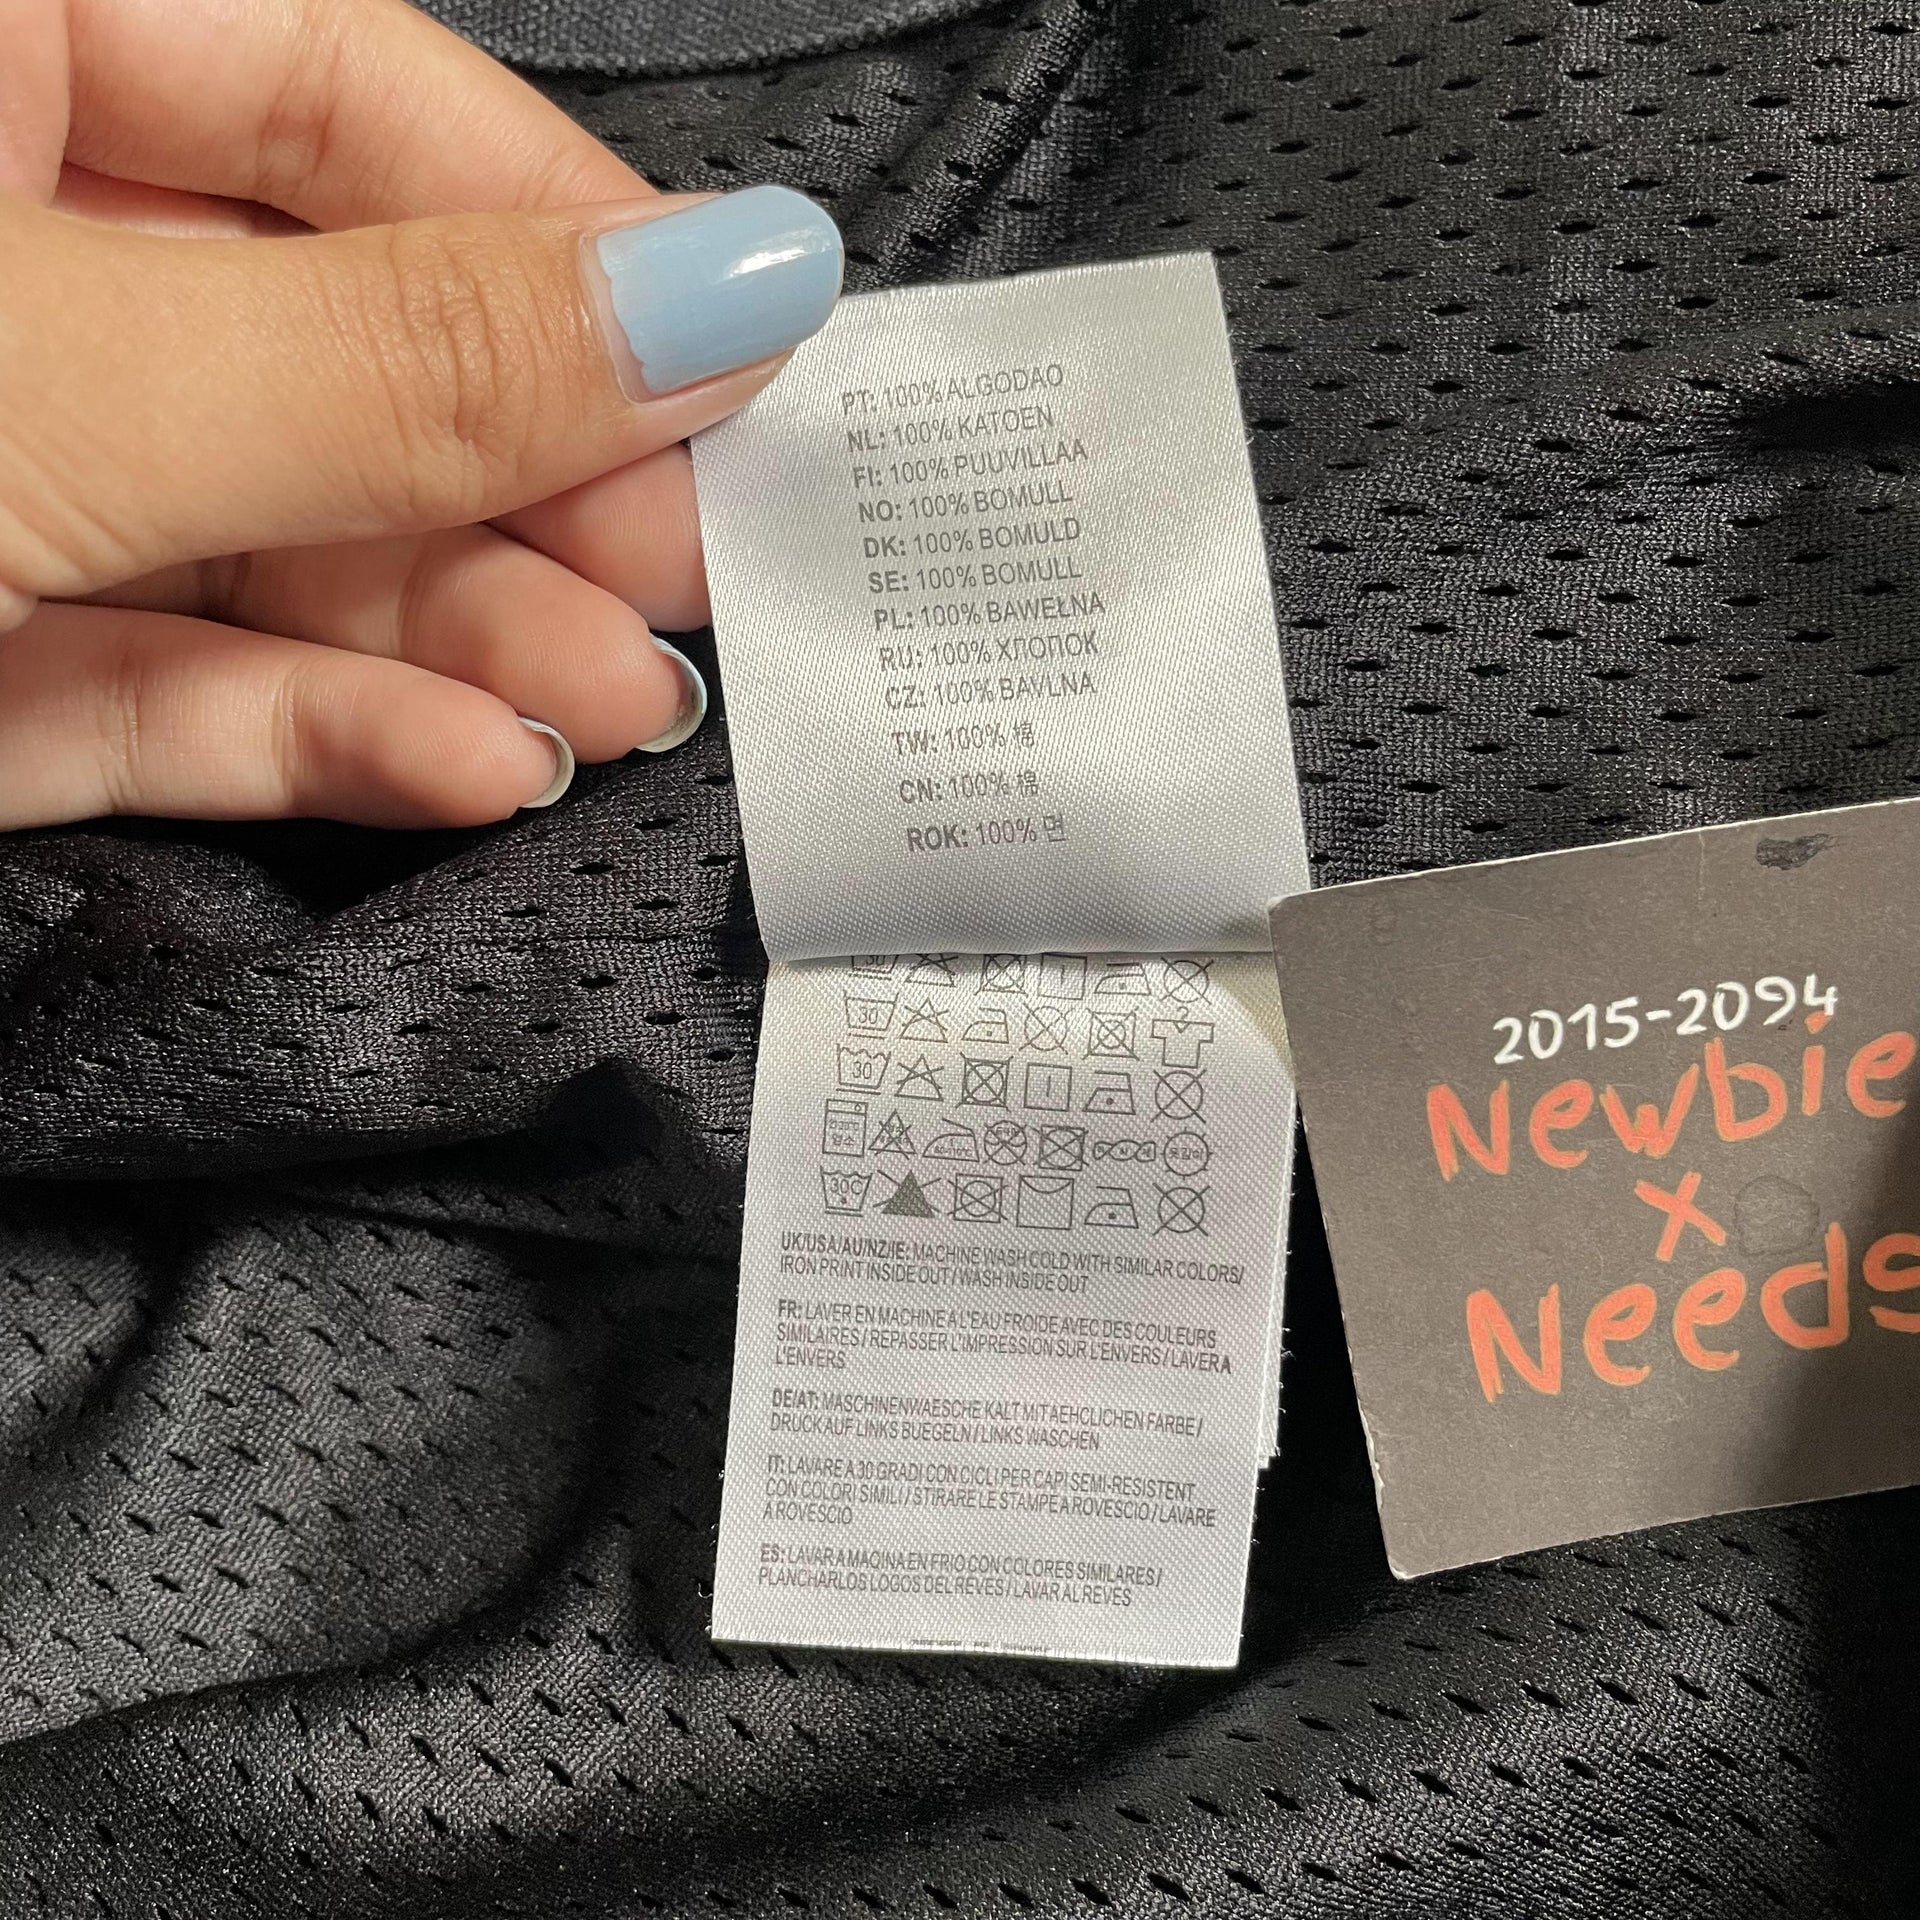 PT: 100% ALGODAO
NL: 100% KATOEN
FI: 100% PUUVILLAA
NO: 100% BOMULL
DK: 100% BOMULD
SE: 100% BOMULL
PL: 100% BAWEŁNA
RU: 100% ХЛОПОК
CZ: 100% BAVLNA
TW: 100% 棉
CN: 100% 棉
ROK: 100% 면
30
30
30
30C
UK/USA/AU/NZ/IE: MACHINE WASH COLD WITH SIMILAR COLORS/
IRON PRINT INSIDE OUT / WASH INSIDE OUT
FR: LAVER EN MACHINE A L'EAU FROIDE AVEC DES COULEURS
SIMILAIRES / REPASSER L'IMPRESSION SUR L'ENVERS / LAVER A
L'ENVERS
DE/AT: MASCHINENWAESCHE KALT MIT AEHCLICHEN FARBE /
DRUCK AUF LINKS BUEGELN / LINKS WASCHEN
IT: LAVARE A 30 GRADI CON CICLI PER CAPI SEMI-RESISTENT
CON COLORI SIMILI / STIRARE LE STAMPE A ROVESCIO / LAVARE
A ROVESCIO
ES: LAVAR A MAQINA EN FRIO CON COLORES SIMILARES /
PLANCHAR LOS LOGOS DEL REVES / LAVAR AL REVES
2015-2094
Newbie
x
Needs